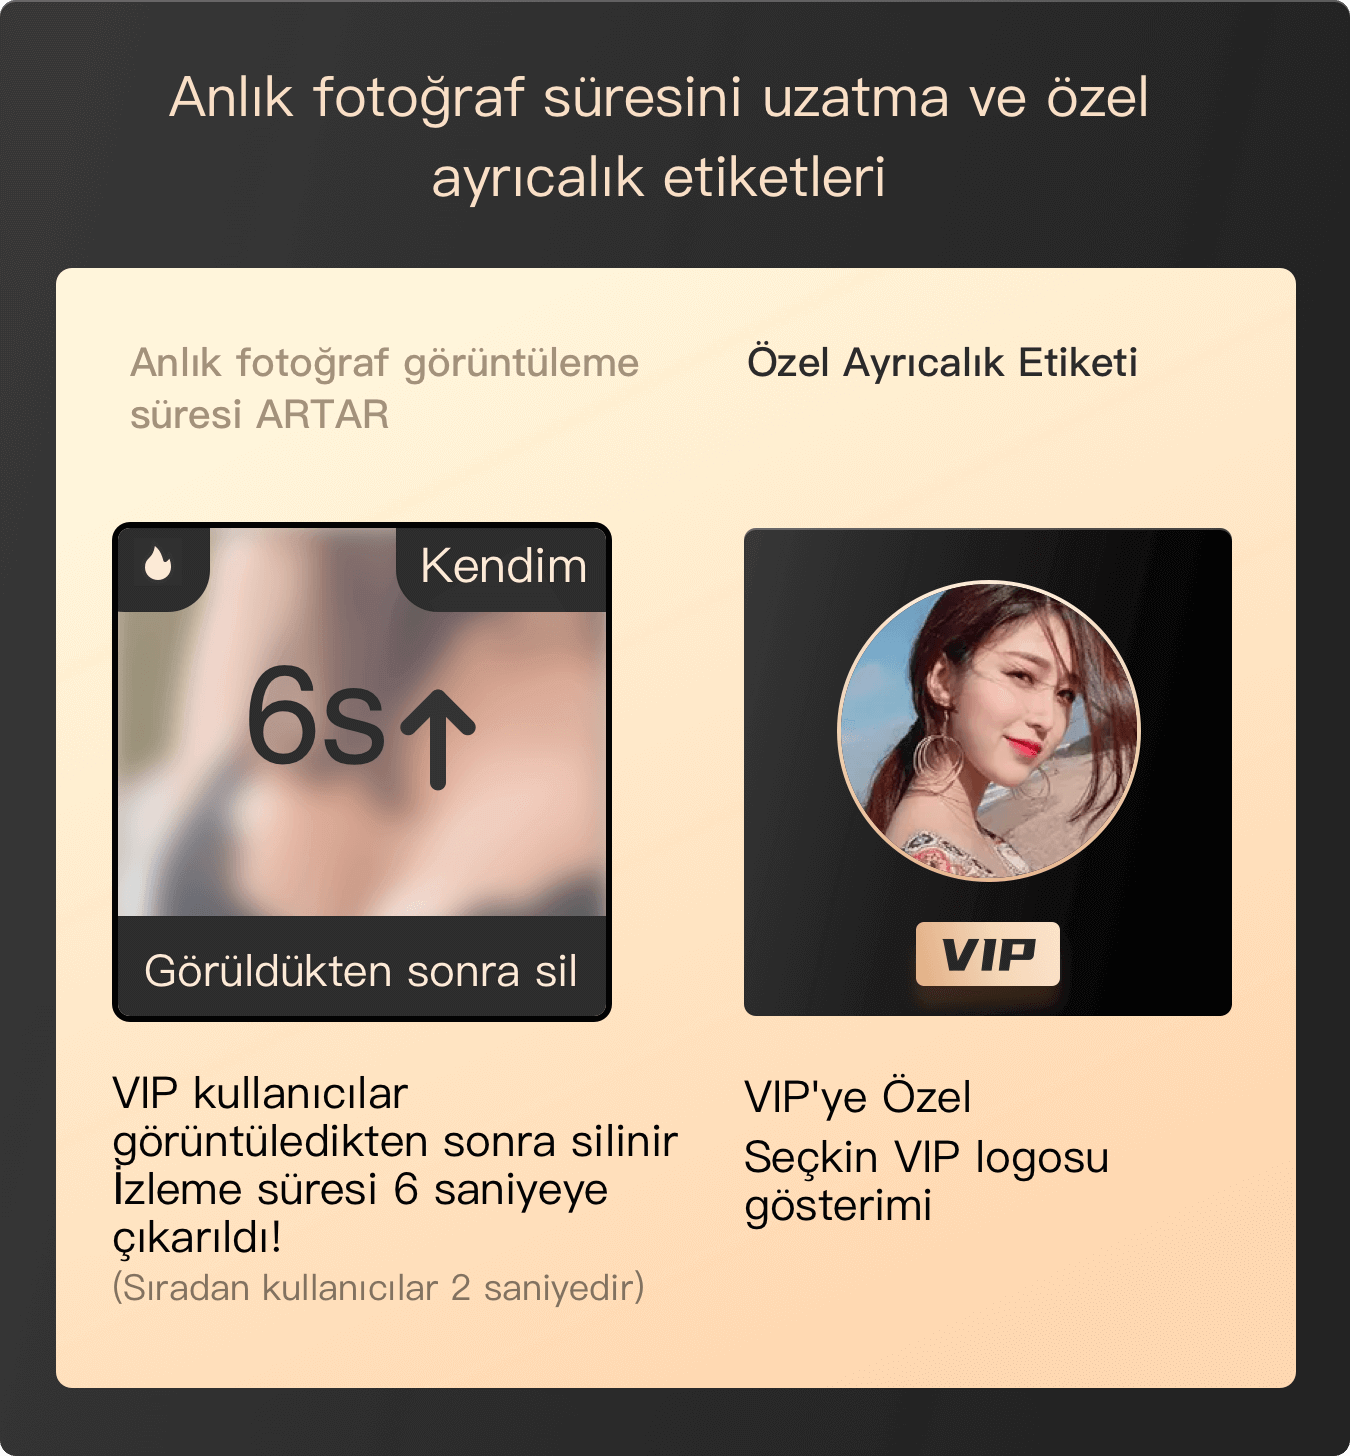 Anlık fotoğraf süresini uzatma ve özel
ayrıcalık etiketleri
Anlık fotoğraf görüntüleme
süresi ARTAR
Kendim
6s↑
Görüldükten sonra sil
VIP kullanıcılar
görüntüledikten sonra silinir
İzleme süresi 6 saniyeye
çıkarıldı!
(Sıradan kullanıcılar 2 saniyedir)
Özel Ayrıcalık Etiketi
VIP
VIP'ye Özel
Seçkin VIP logosu
gösterimi